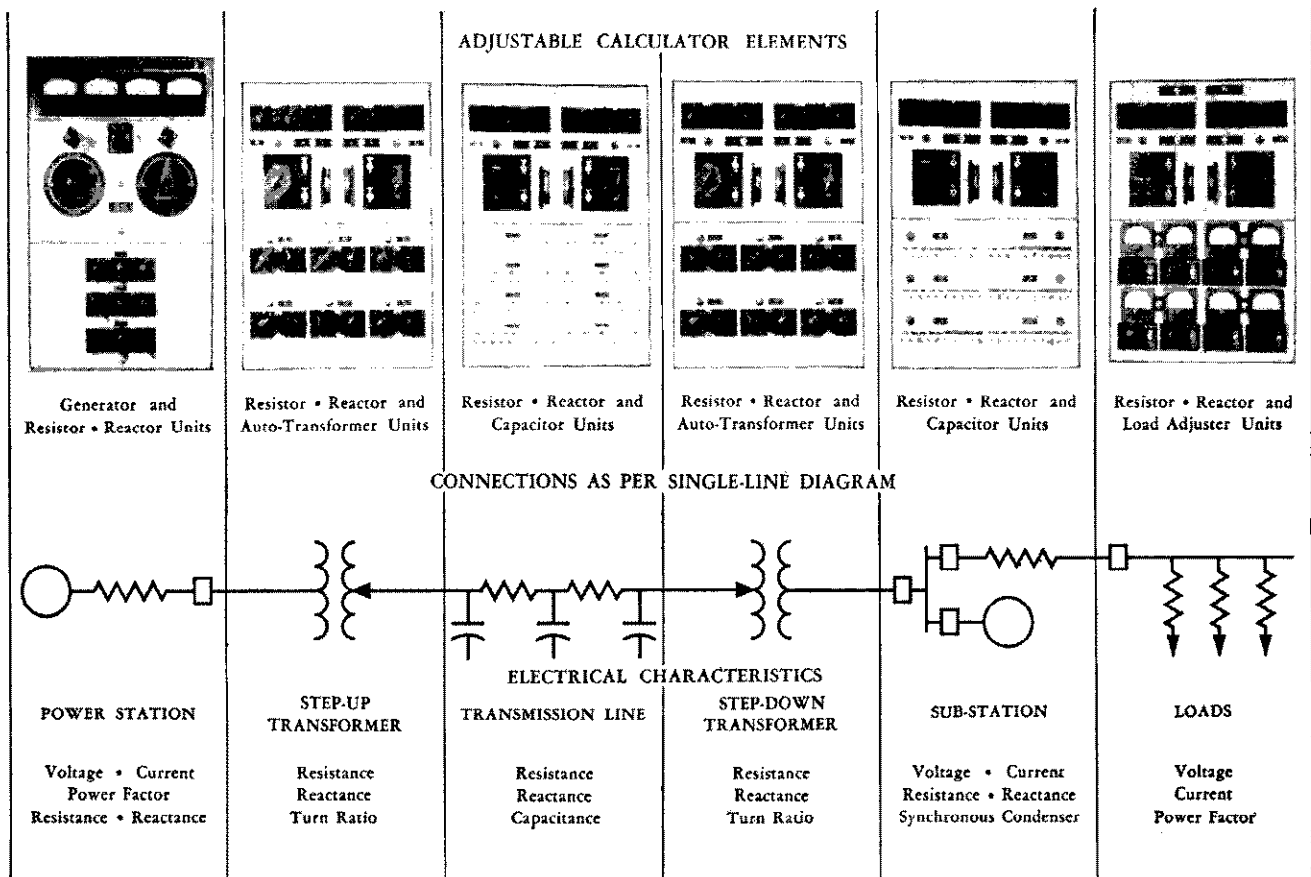 ADJUSTABLE CALCULATOR ELEMENTS
Generator and
Resistor • Reactor Units
Resistor • Reactor and
Auto-Transformer Units
Resistor • Reactor and
Capacitor Units
Resistor • Reactor and
Auto-Transformer Units
Resistor • Reactor and
Capacitor Units
Resistor • Reactor and
Load Adjuster Units
CONNECTIONS AS PER SINGLE-LINE DIAGRAM
ELECTRICAL CHARACTERISTICS
POWER STATION
STEP-UP
TRANSFORMER
TRANSMISSION LINE
STEP-DOWN
TRANSFORMER
SUB-STATION
LOADS
Voltage • Current
Power Factor
Resistance • Reactance
Resistance
Reactance
Turn Ratio
Resistance
Reactance
Capacitance
Resistance
Reactance
Turn Ratio
Voltage • Current
Resistance • Reactance
Synchronous Condenser
Voltage
Current
Power Factor